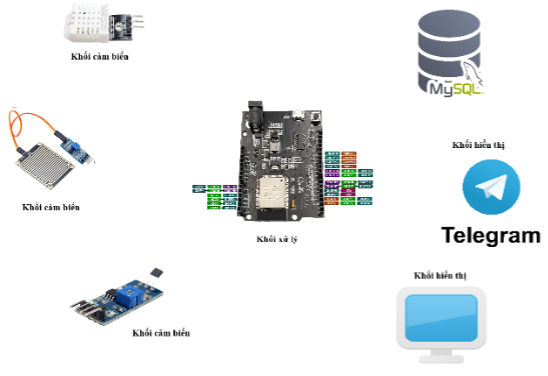 Khối cảm biến
MySQL
Khối hiển thị
Khối cảm biến
Telegram
Khối xử lý
Khối hiển thị
Khối cảm biến